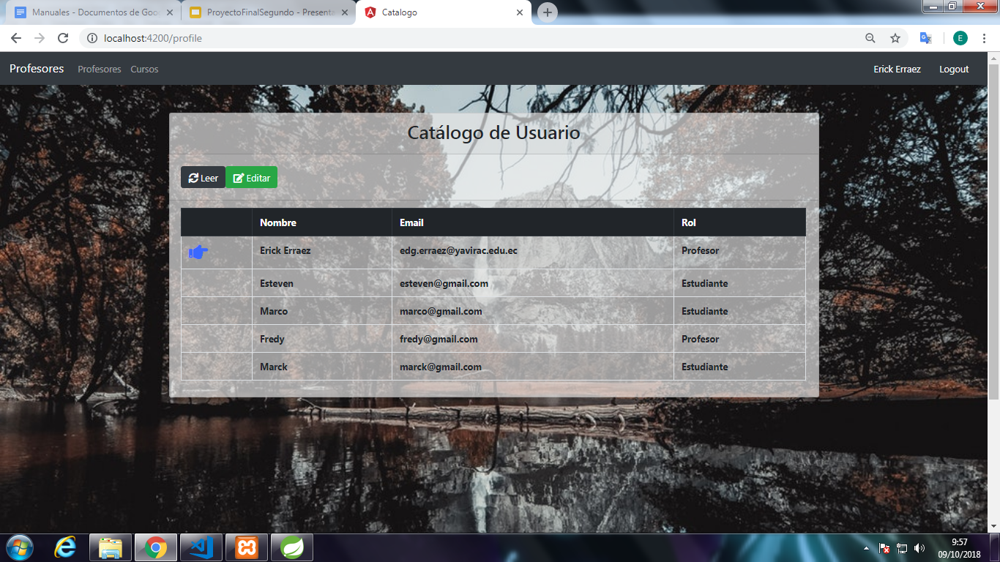 Manuales - Documentos de Goo
ProyectoFinalSegundo - Presenta
Catalogo
localhost:4200/profile
E
Profesores Profesores Cursos Erick Erraez Logout
Catálogo de Usuario
Leer Editar
Nombre Email Rol
Erick Erraez edg.erraez@yavirac.edu.ec Profesor
Esteven esteven@gmail.com Estudiante
Marco marco@gmail.com Estudiante
Fredy fredy@gmail.com Profesor
Marck marck@gmail.com Estudiante
9:57
09/10/2018